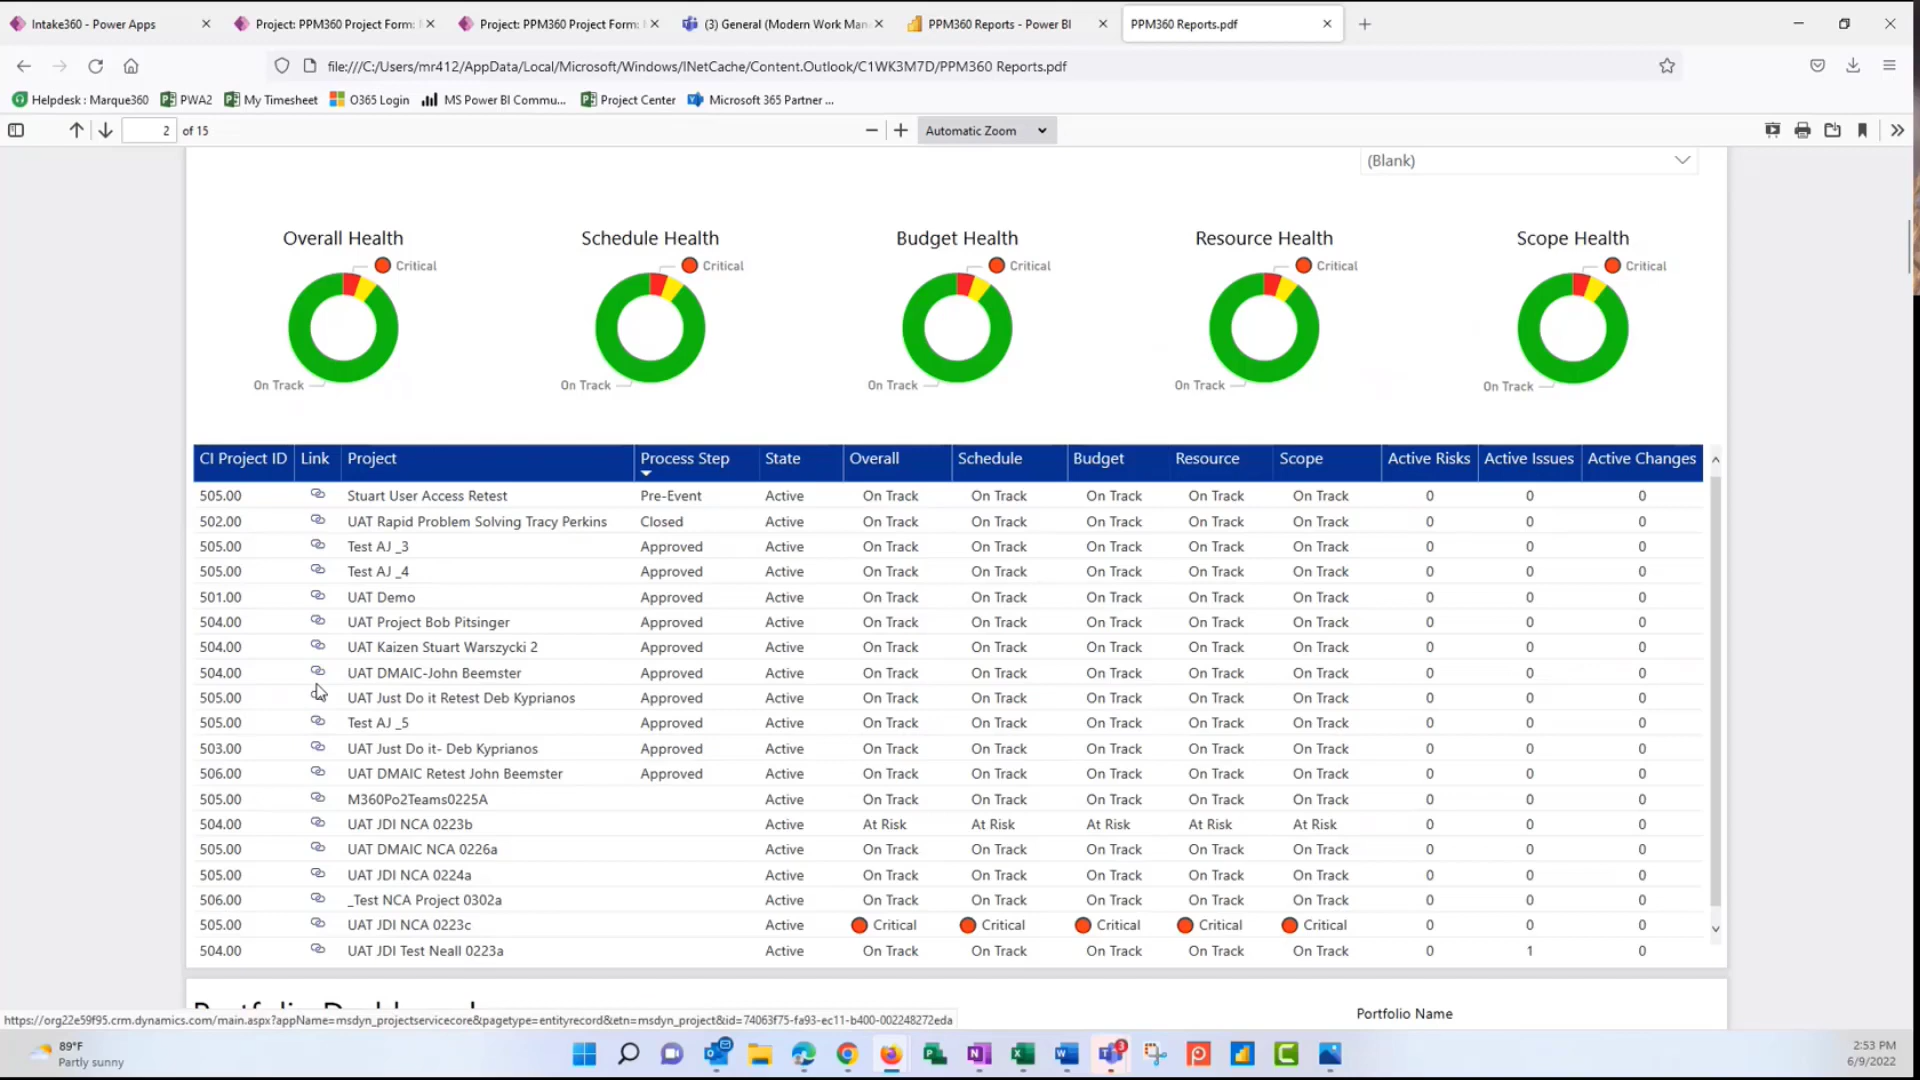 Intake360 - Power Apps
Project: PPM360 Project Form:
Project: PPM360 Project Form:
(3) General (Modern Work Man
PPM360 Reports - Power BI
PPM360 Reports.pdf
file:///C:/Users/mr412/AppData/Local/Microsoft/Windows/INetCache/Content.Outlook/C1WK3M7D/PPM360 Reports.pdf
Helpdesk : Marque360
PWA2
My Timesheet
O365 Login
MS Power BI Commu...
Project Center
Microsoft 365 Partner ...
2 of 15
Automatic Zoom
(Blank)
Overall Health
Schedule Health
Budget Health
Resource Health
Scope Health
Critical
Critical
Critical
Critical
Critical
On Track
On Track
On Track
On Track
On Track
CI Project ID Link Project Process Step State Overall Schedule Budget Resource Scope Active Risks Active Issues Active Changes
505.00 Stuart User Access Retest Pre-Event Active On Track On Track On Track On Track On Track 0 0 0
502.00 UAT Rapid Problem Solving Tracy Perkins Closed Active On Track On Track On Track On Track On Track 0 0 0
505.00 Test AJ _3 Approved Active On Track On Track On Track On Track On Track 0 0 0
505.00 Test AJ _4 Approved Active On Track On Track On Track On Track On Track 0 0 0
501.00 UAT Demo Approved Active On Track On Track On Track On Track On Track 0 0 0
504.00 UAT Project Bob Pitsinger Approved Active On Track On Track On Track On Track On Track 0 0 0
504.00 UAT Kaizen Stuart Warszycki 2 Approved Active On Track On Track On Track On Track On Track 0 0 0
504.00 UAT DMAIC-John Beemster Approved Active On Track On Track On Track On Track On Track 0 0 0
505.00 UAT Just Do it Retest Deb Kyprianos Approved Active On Track On Track On Track On Track On Track 0 0 0
505.00 Test AJ _5 Approved Active On Track On Track On Track On Track On Track 0 0 0
503.00 UAT Just Do it- Deb Kyprianos Approved Active On Track On Track On Track On Track On Track 0 0 0
506.00 UAT DMAIC Retest John Beemster Approved Active On Track On Track On Track On Track On Track 0 0 0
505.00 M360Po2Teams0225A Active On Track On Track On Track On Track On Track 0 0 0
504.00 UAT JDI NCA 0223b Active At Risk At Risk At Risk At Risk At Risk 0 0 0
505.00 UAT DMAIC NCA 0226a Active On Track On Track On Track On Track On Track 0 0 0
505.00 UAT JDI NCA 0224a Active On Track On Track On Track On Track On Track 0 0 0
506.00 _Test NCA Project 0302a Active On Track On Track On Track On Track On Track 0 0 0
505.00 UAT JDI NCA 0223c Active Critical Critical Critical Critical Critical 0 0 0
504.00 UAT JDI Test Neall 0223a Active On Track On Track On Track On Track On Track 0 1 0
Portfolio Dashboard
Portfolio Name
https://org22e59f95.crm.dynamics.com/main.aspx?appName=msdyn_projectservicecore&pagetype=entityrecord&etn=msdyn_project&id=74063f75-fa93-ec11-b400-002248272eda
89°F
Partly sunny
3
2:53 PM
6/9/2022